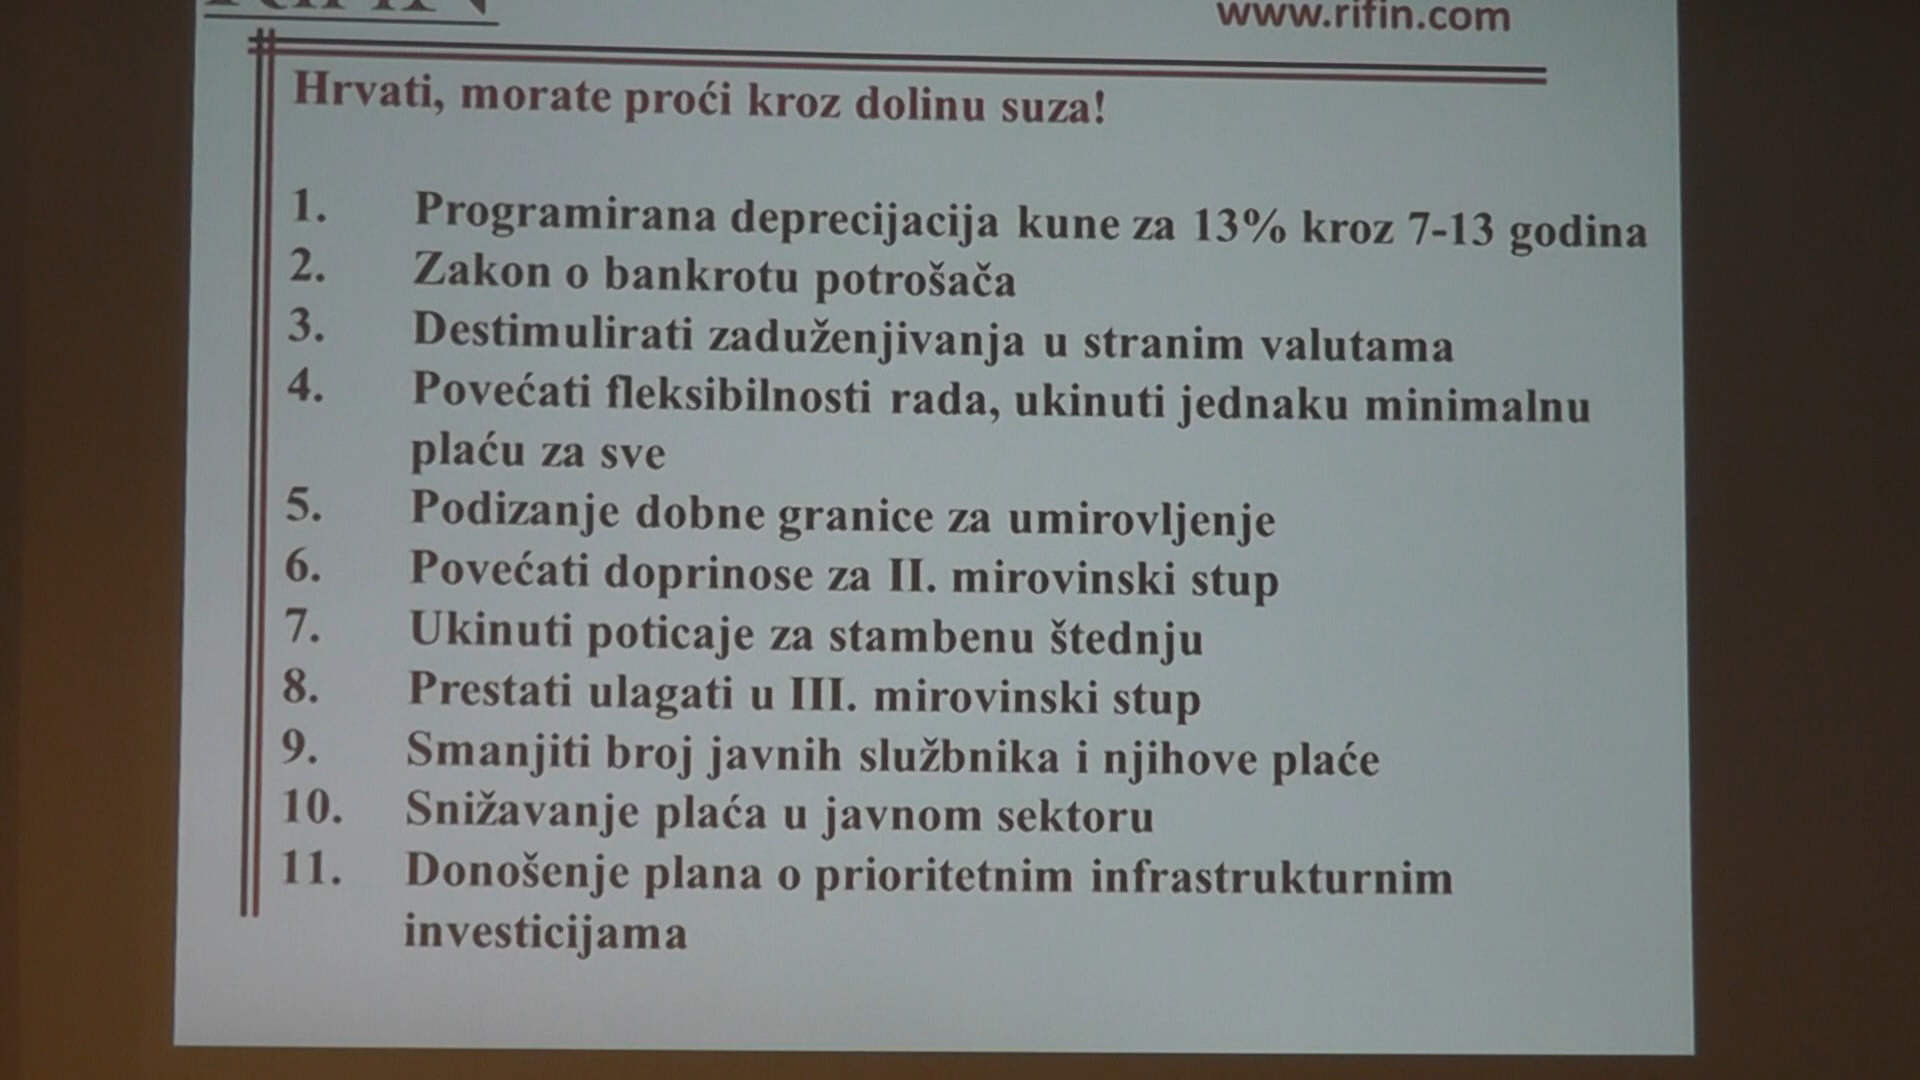 www.rifin.com
Hrvati, morate proći kroz dolinu suza!
1. Programirana deprecijacija kune za 13% kroz 7-13 godina
2. Zakon o bankrotu potrošača
3. Destimulirati zaduženjivanja u stranim valutama
4. Povećati fleksibilnosti rada, ukinuti jednaku minimalnu
plaću za sve
5. Podizanje dobne granice za umirovljenje
6. Povećati doprinose za II. mirovinski stup
7. Ukinuti poticaje za stambenu štednju
8. Prestati ulagati u III. mirovinski stup
9. Smanjiti broj javnih službnika i njihove plaće
10. Snižavanje plaća u javnom sektoru
11. Donošenje plana o prioritetnim infrastrukturnim
investicijama